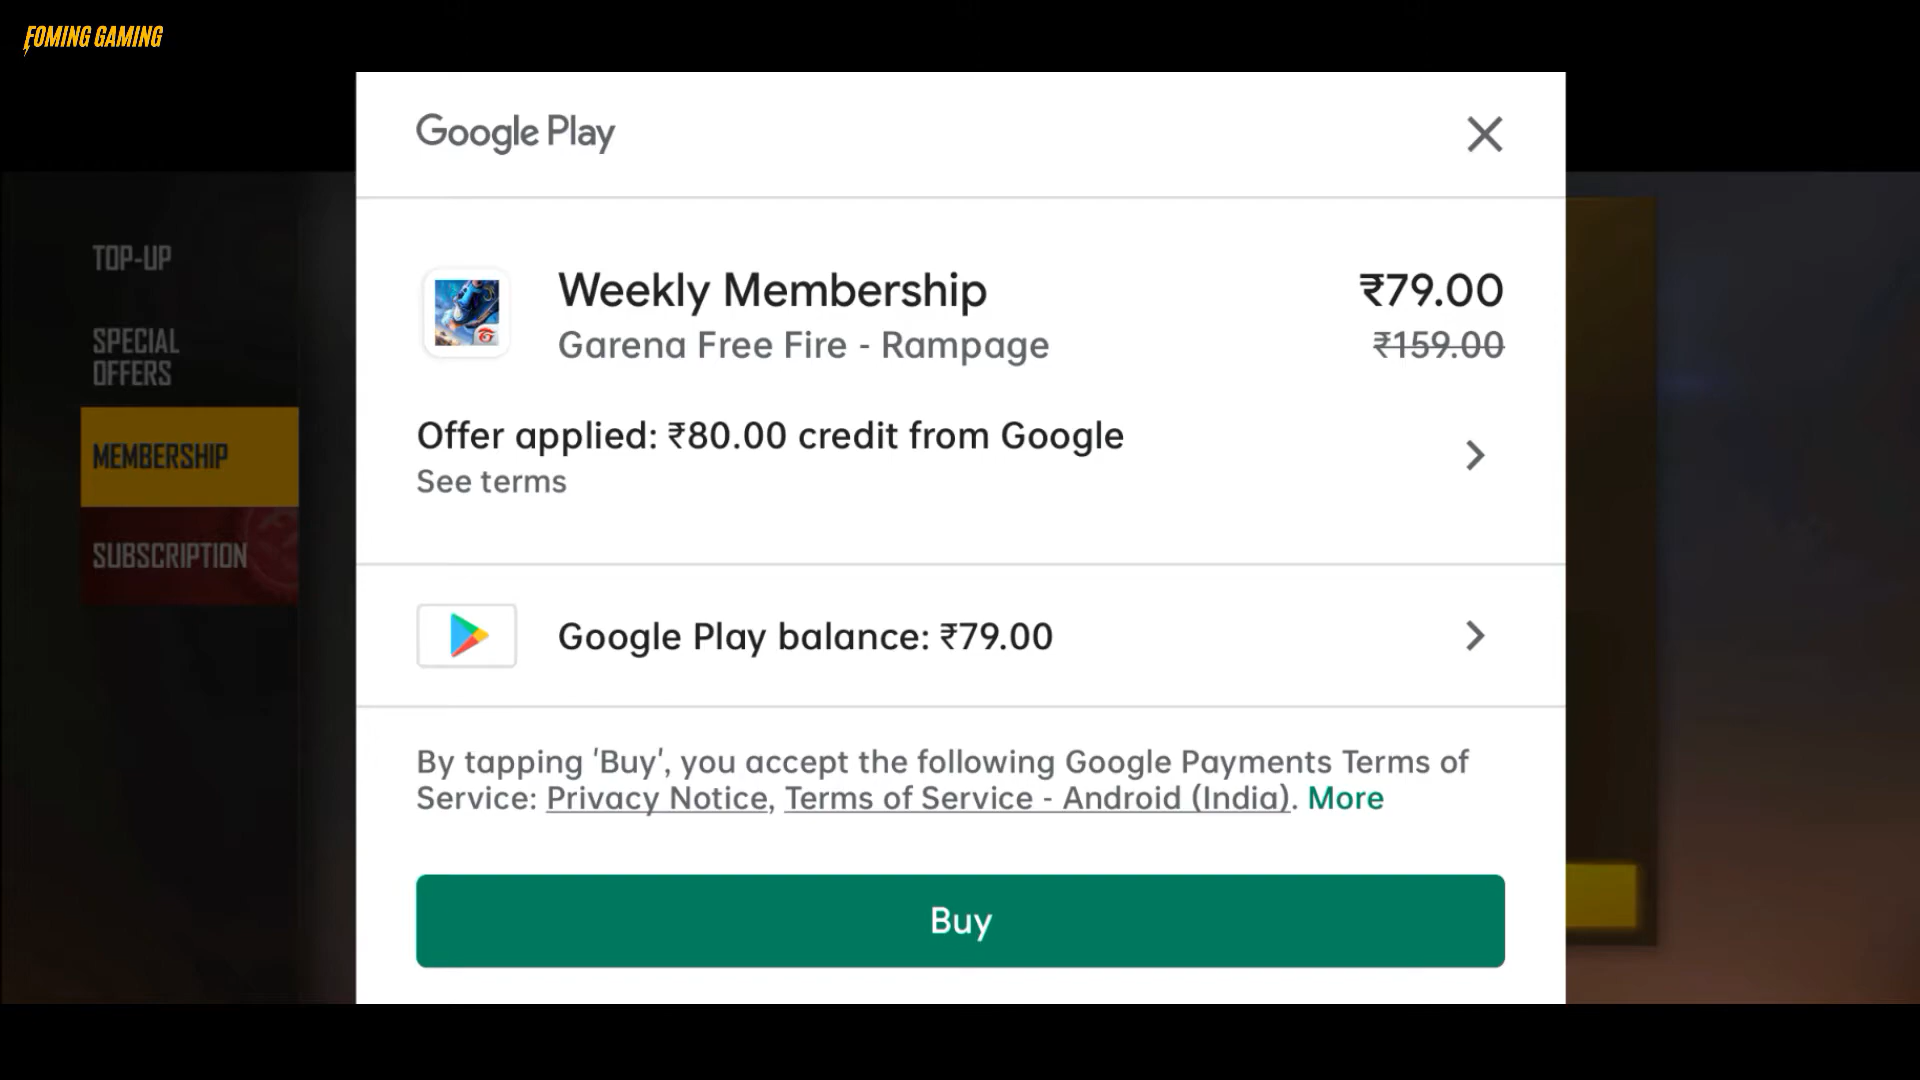 FOMING GAMING
Google Play
TOP-UP
SPECIAL
OFFERS
MEMBERSHIP
SUBSCRIPTION
Weekly Membership
₹79.00
Garena Free Fire - Rampage
₹159.00
Offer applied: ₹80.00 credit from Google
See terms
Google Play balance: ₹79.00
By tapping 'Buy', you accept the following Google Payments Terms of
Service: Privacy Notice, Terms of Service - Android (India). More
Buy